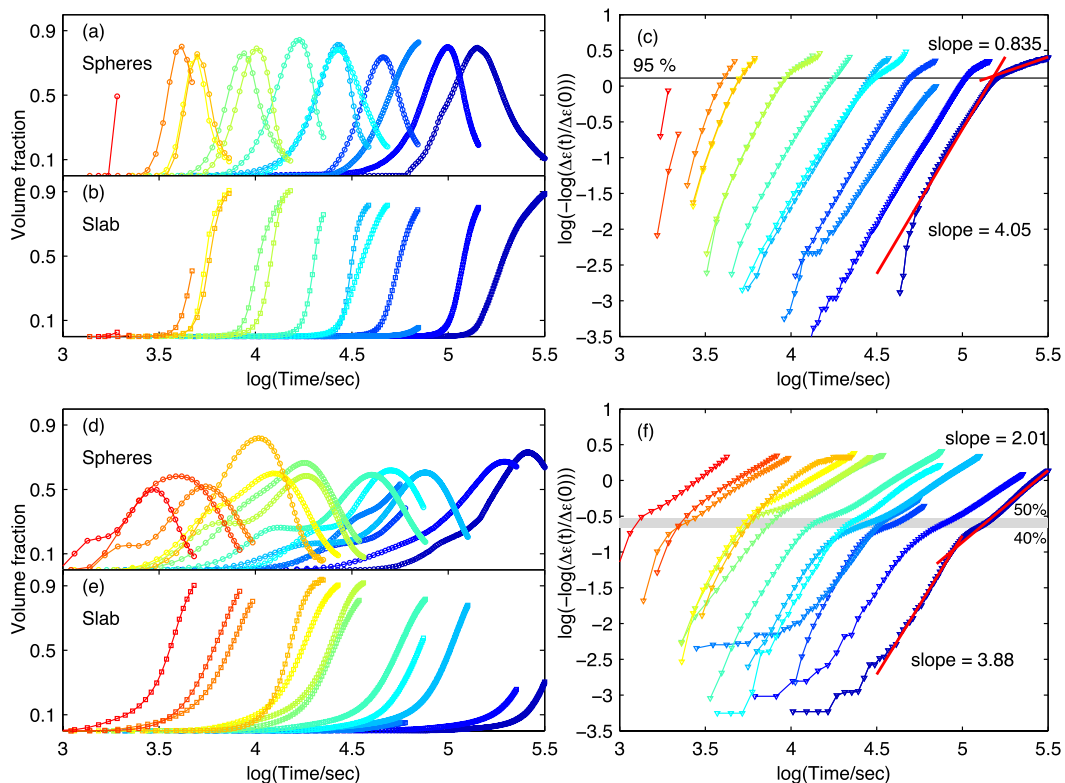 (a)
Spheres
0.9
0.5
0.1
(b)
Slab
0.9
0.5
0.1
Volume fraction
3 3.5 4 4.5 5 5.5
log(Time/sec)
(c)
95 %
slope = 0.835
slope = 4.05
1
0.5
0
−0.5
−1
−1.5
−2
−2.5
−3
−3.5
log(−log(Δε(t)/Δε(0)))
3 3.5 4 4.5 5 5.5
log(Time/sec)
(d)
Spheres
0.9
0.5
0.1
(e)
Slab
0.9
0.5
0.1
Volume fraction
3 3.5 4 4.5 5 5.5
log(Time/sec)
(f)
slope = 2.01
50%
40%
slope = 3.88
1
0.5
0
−0.5
−1
−1.5
−2
−2.5
−3
−3.5
log(−log(Δε(t)/Δε(0)))
3 3.5 4 4.5 5 5.5
log(Time/sec)